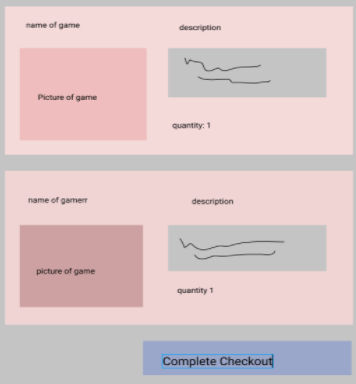 name of game
description
Picture of game
quantity: 1
name of gamerr
description
picture of game
quantity 1
Complete Checkout